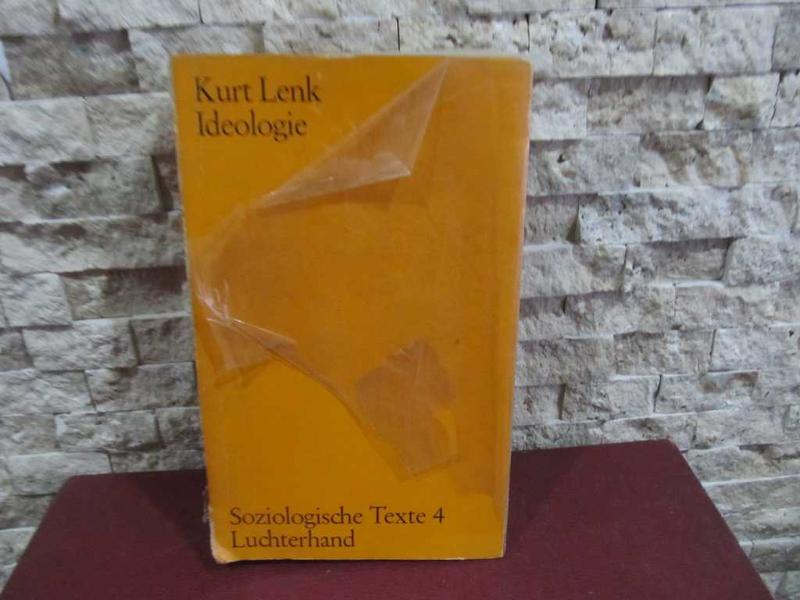 Kurt Lenk
Ideologie
Soziologische Texte 4
Luchterhand